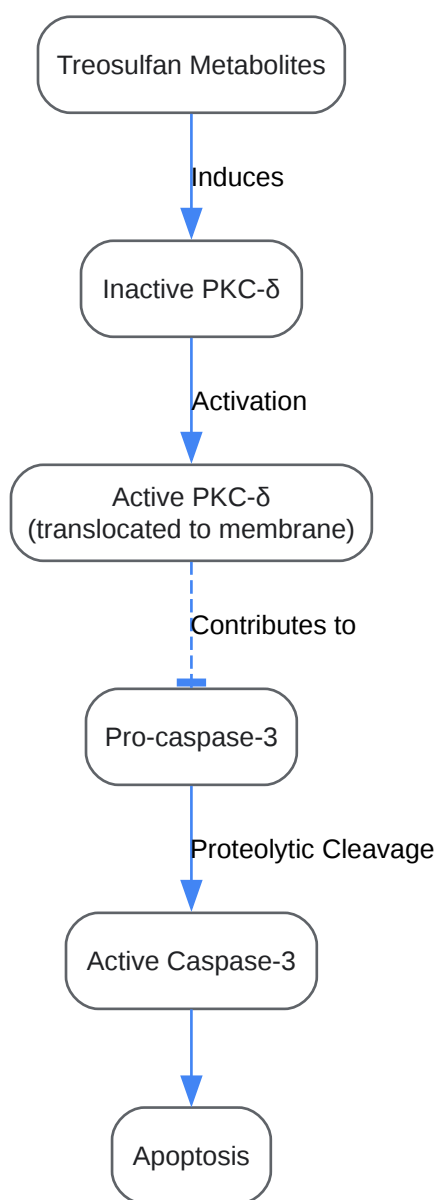 Treosulfan Metabolites
Induces
Inactive PKC-δ
Activation
Active PKC-δ
(translocated to membrane)
Contributes to
Pro-caspase-3
Proteolytic Cleavage
Active Caspase-3
Apoptosis